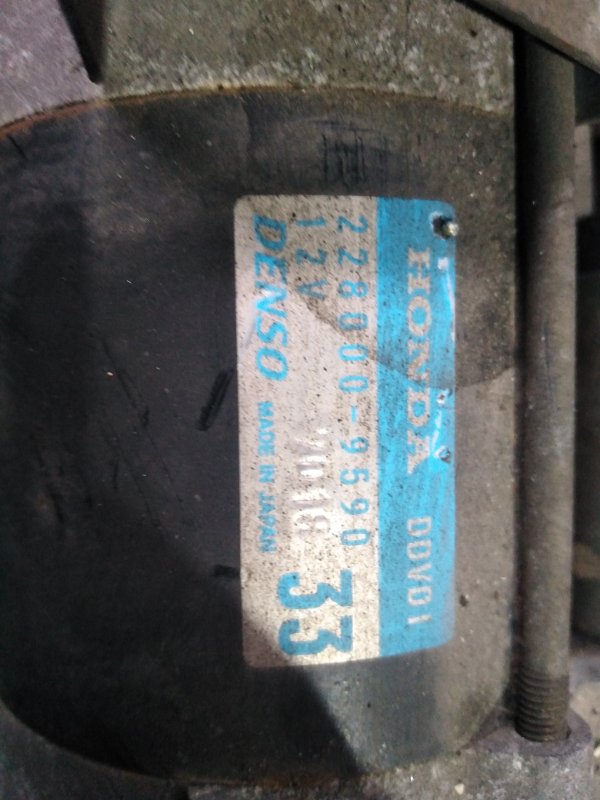 HONDA DDVD1
228000-9590
12V
33
DENSO MADE IN JAPAN